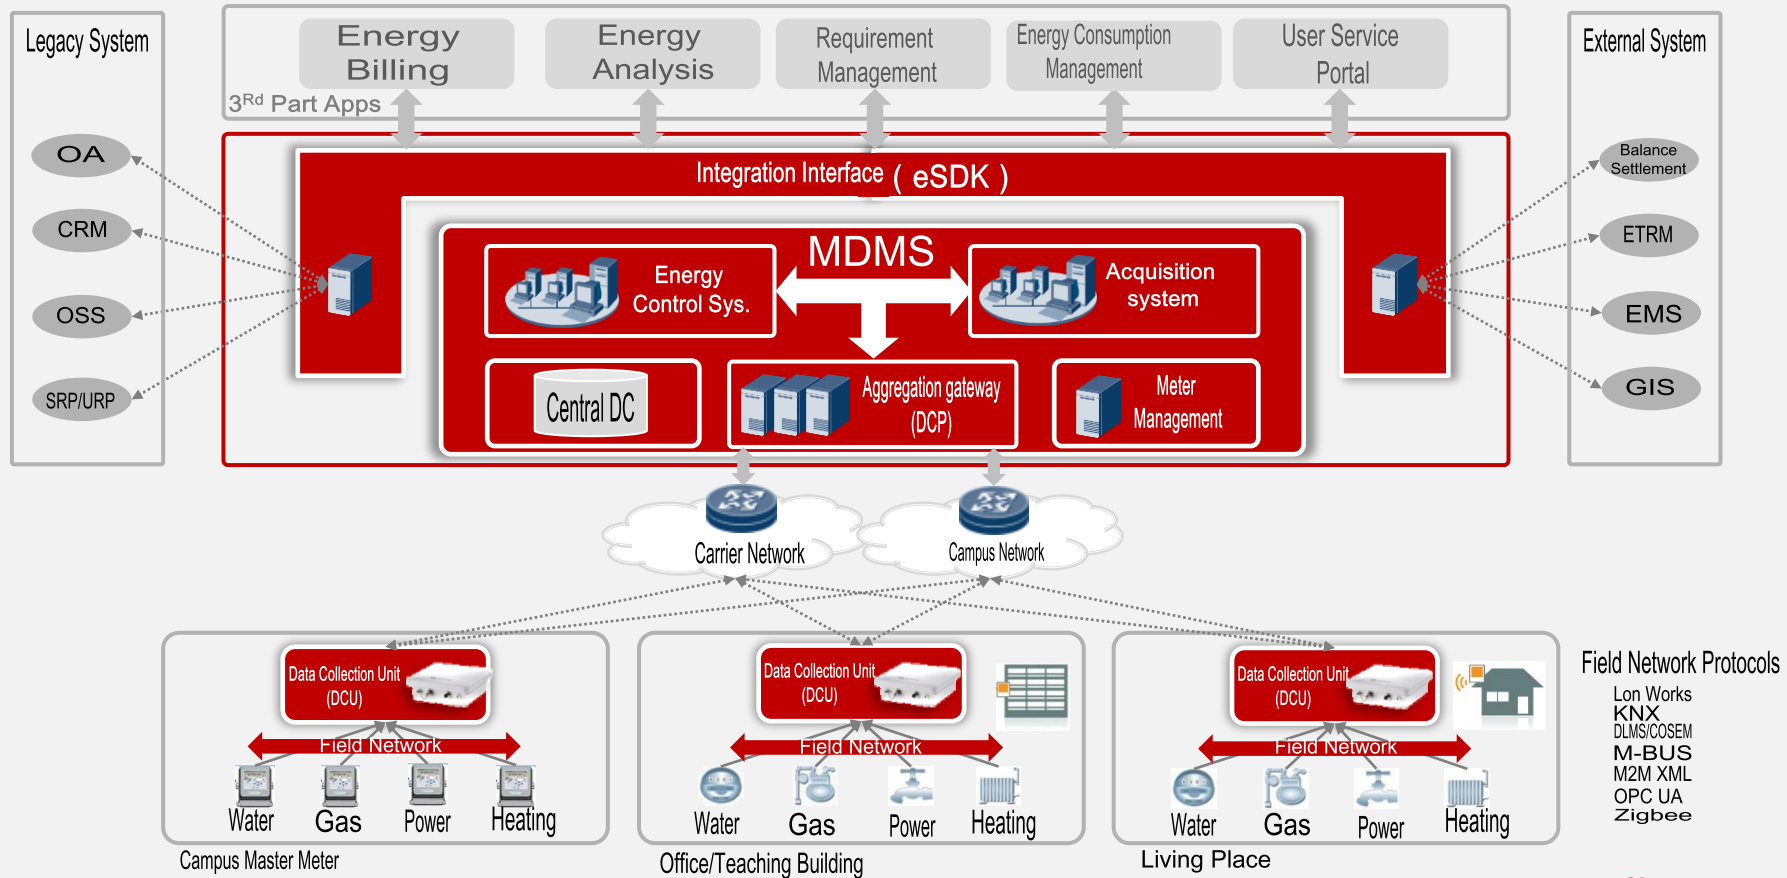 Legacy System
OA
CRM
OSS
SRP/URP
Energy
Billing
Energy
Analysis
Requirement
Management
Energy Consumption
Management
User Service
Portal
3Rd Part Apps
External System
Balance
Settlement
ETRM
EMS
GIS
Integration Interface ( eSDK )
MDMS
Energy
Control Sys.
Acquisition
system
Central DC
Aggregation gateway
(DCP)
Meter
Management
Carrier Network
Campus Network
Data Collection Unit
(DCU)
Field Network
Water
Gas
Power
Heating
Campus Master Meter
Data Collection Unit
(DCU)
Field Network
Water
Gas
Power
Heating
Office/Teaching Building
Data Collection Unit
(DCU)
Field Network
Water
Gas
Power
Heating
Living Place
Field Network Protocols
Lon Works
KNX
DLMS/COSEM
M-BUS
M2M XML
OPC UA
Zigbee